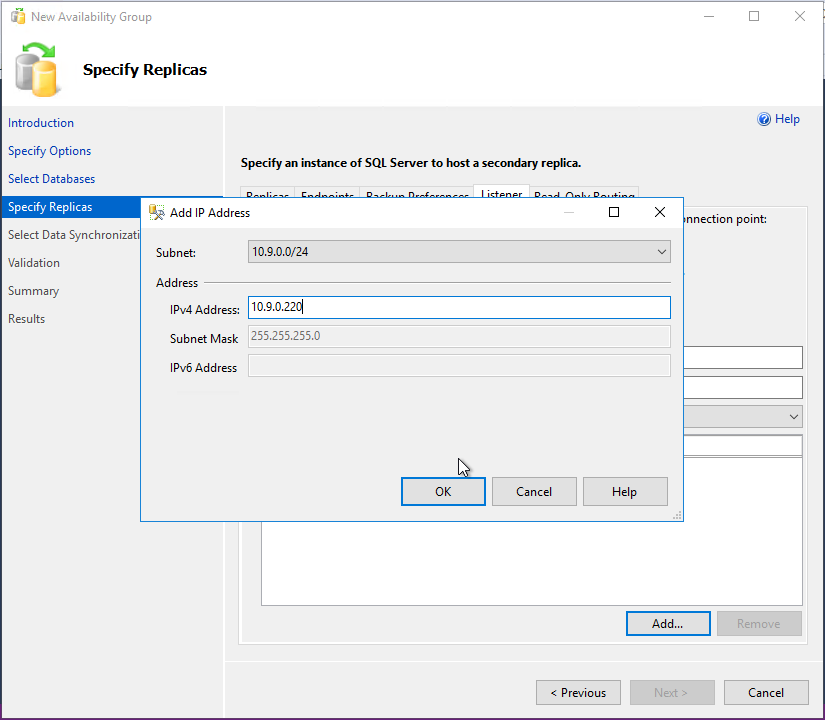 New Availability Group
Specify Replicas
Help
Introduction
Specify Options
Select Databases
Specify Replicas
Select Data Synchronizati
Validation
Summary
Results
Specify an instance of SQL Server to host a secondary replica.
Replicas Endpoints Backup Preferences Listener Read-Only Routing
onnection point:
Add IP Address
Subnet: 10.9.0.0/24
Address
IPv4 Address: 10.9.0.220
Subnet Mask 255.255.255.0
IPv6 Address
OK Cancel Help
Add... Remove
< Previous Next > Cancel